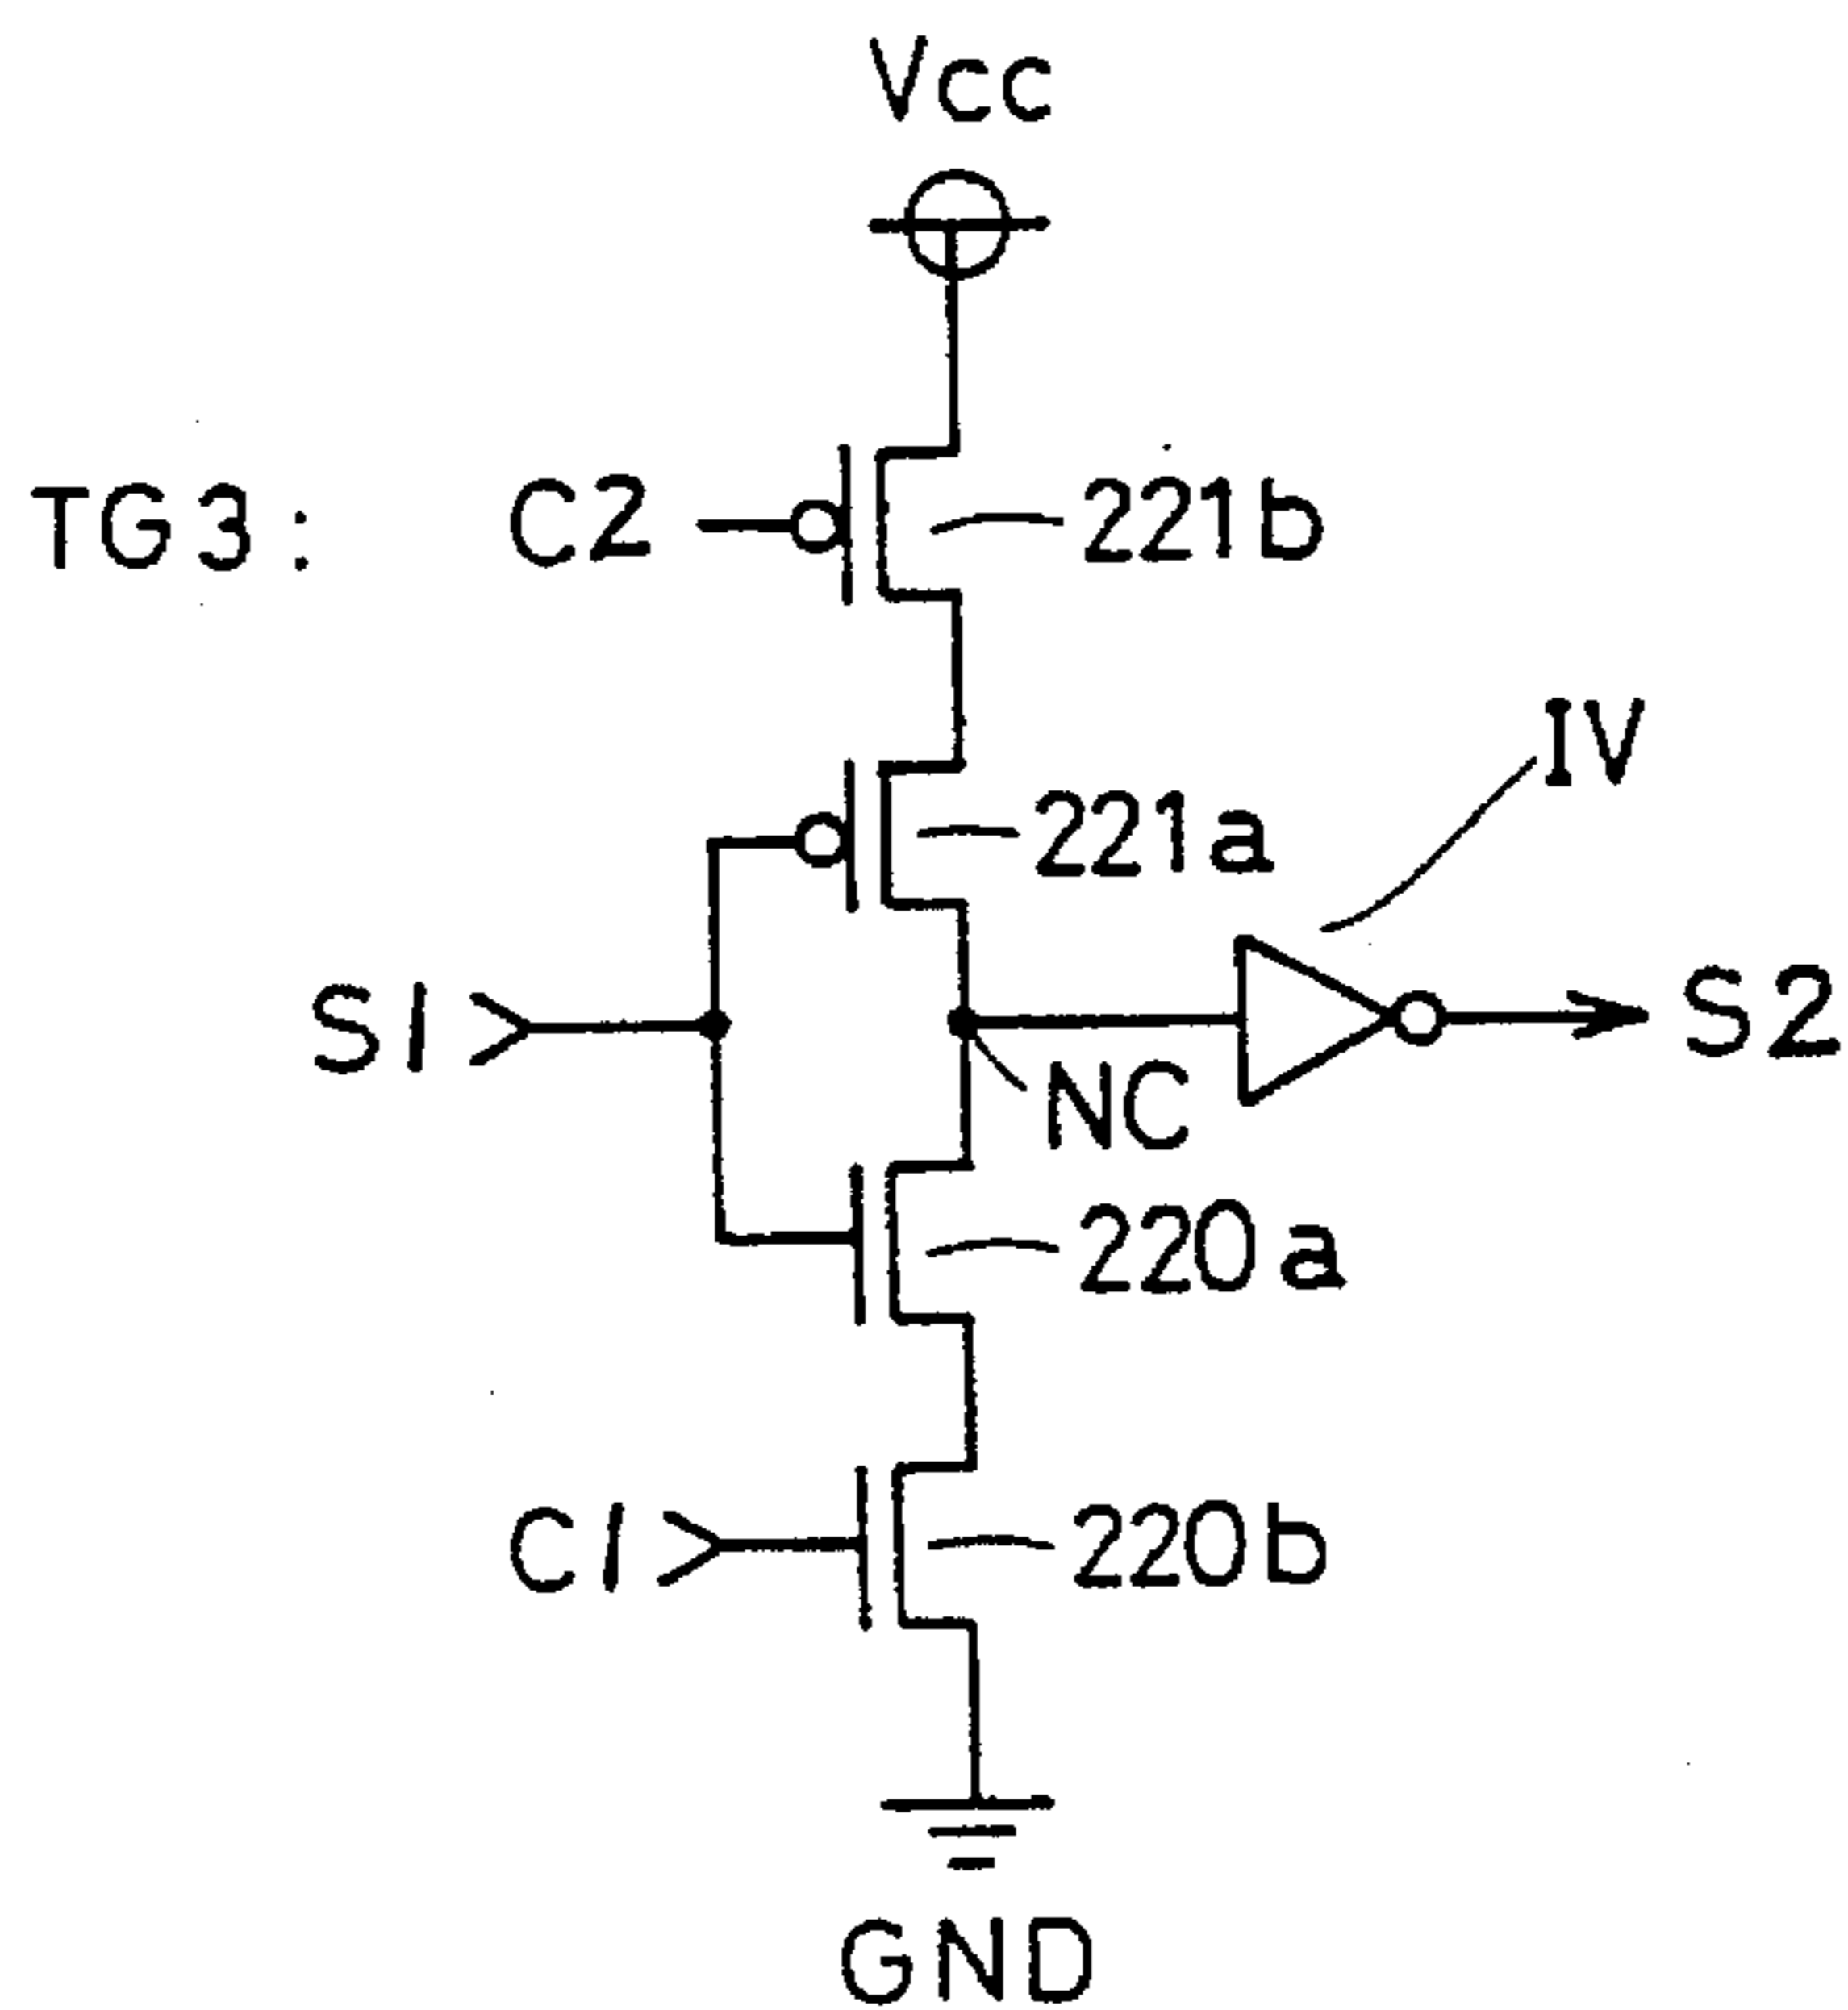 Vcc
TG3:
C2
221b
IV
221a
S1
S2
NC
220a
C1
220b
GND